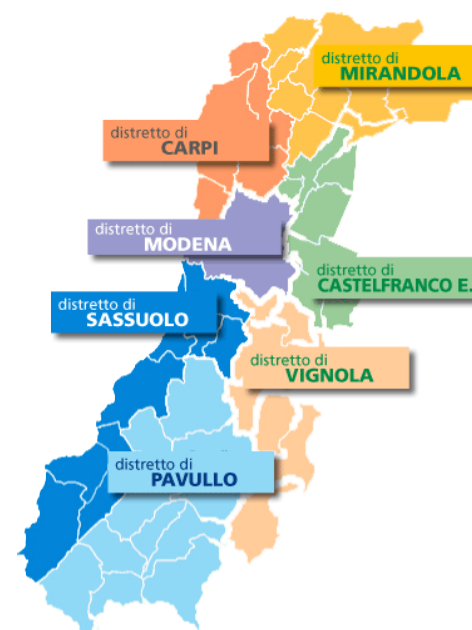 distretto di
MIRANDOLA
distretto di
CARPI
distretto di
MODENA
distretto di
CASTELFRANCO E.
distretto di
SASSUOLO
distretto di
VIGNOLA
distretto di
PAVULLO